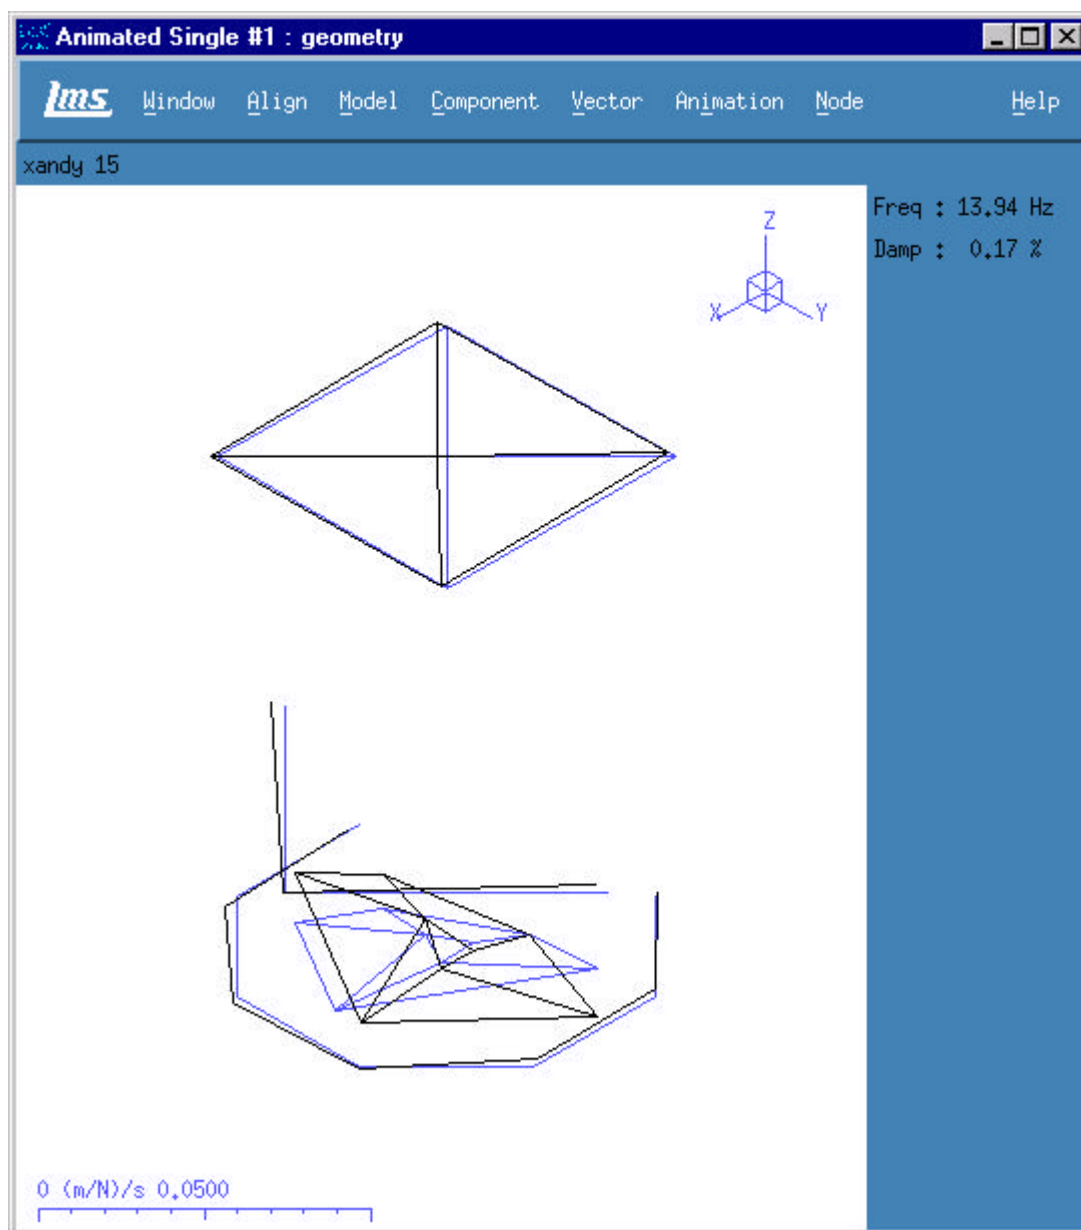 Animated Single #1 : geometry
lms Window Align Model Component Vector Animation Node Help
xandy 15
Freq : 13.94 Hz
Damp : 0.17 %
Z
X Y
0 (m/N)/s 0.0500